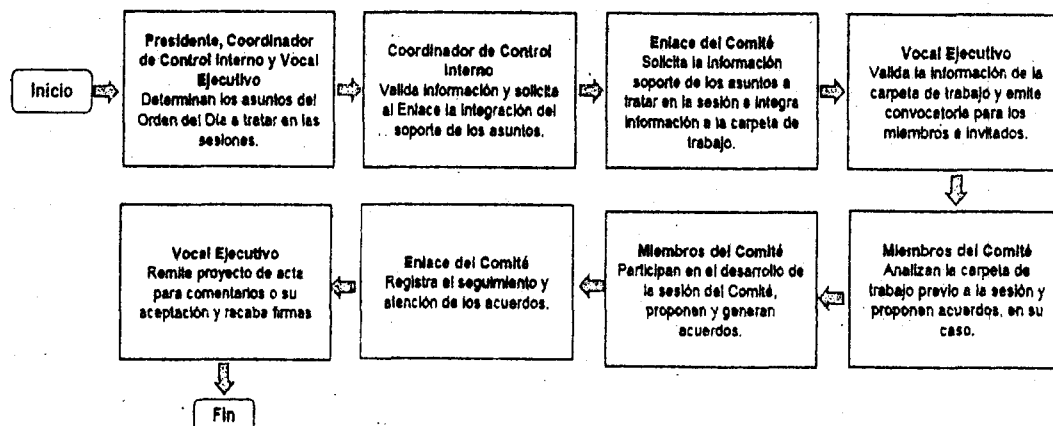 Inicio
Presidente, Coordinador
de Control Interno y Vocal
Ejecutivo
Determinan los asuntos del
Orden del Día a tratar en las
sesiones.
Coordinador de Control
Interno
Valida información y solicita
al Enlace la integración del
soporte de los asuntos.
Enlace del Comité
Solicita la información
soporte de los asuntos a
tratar en la sesión e integra
información a la carpeta de
trabajo.
Vocal Ejecutivo
Valida la información de la
carpeta de trabajo y emite
convocatoria para los
miembros e invitados.
Miembros del Comité
Analizan la carpeta de
trabajo previo a la sesión y
proponen acuerdos, en su
caso.
Miembros del Comité
Participan en el desarrollo de
la sesión del Comité,
proponen y generan
acuerdos.
Enlace del Comité
Registra el seguimiento y
atención de los acuerdos.
Vocal Ejecutivo
Remite proyecto de acta
para comentarios o su
aceptación y recaba firmas
Fin